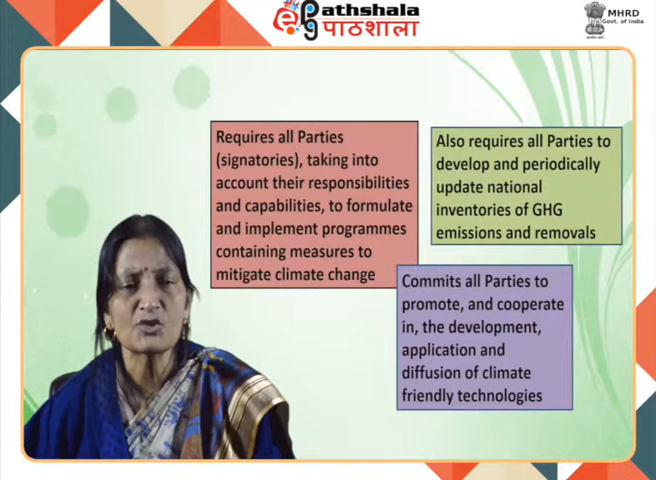 ePathshala
पाठशाला
MHRD
Govt. of India
Requires all Parties
(signatories), taking into
account their responsibilities
and capabilities, to formulate
and implement programmes
containing measures to
mitigate climate change
Also requires all Parties to
develop and periodically
update national
inventories of GHG
emissions and removals
Commits all Parties to
promote, and cooperate
in, the development,
application and
diffusion of climate
friendly technologies